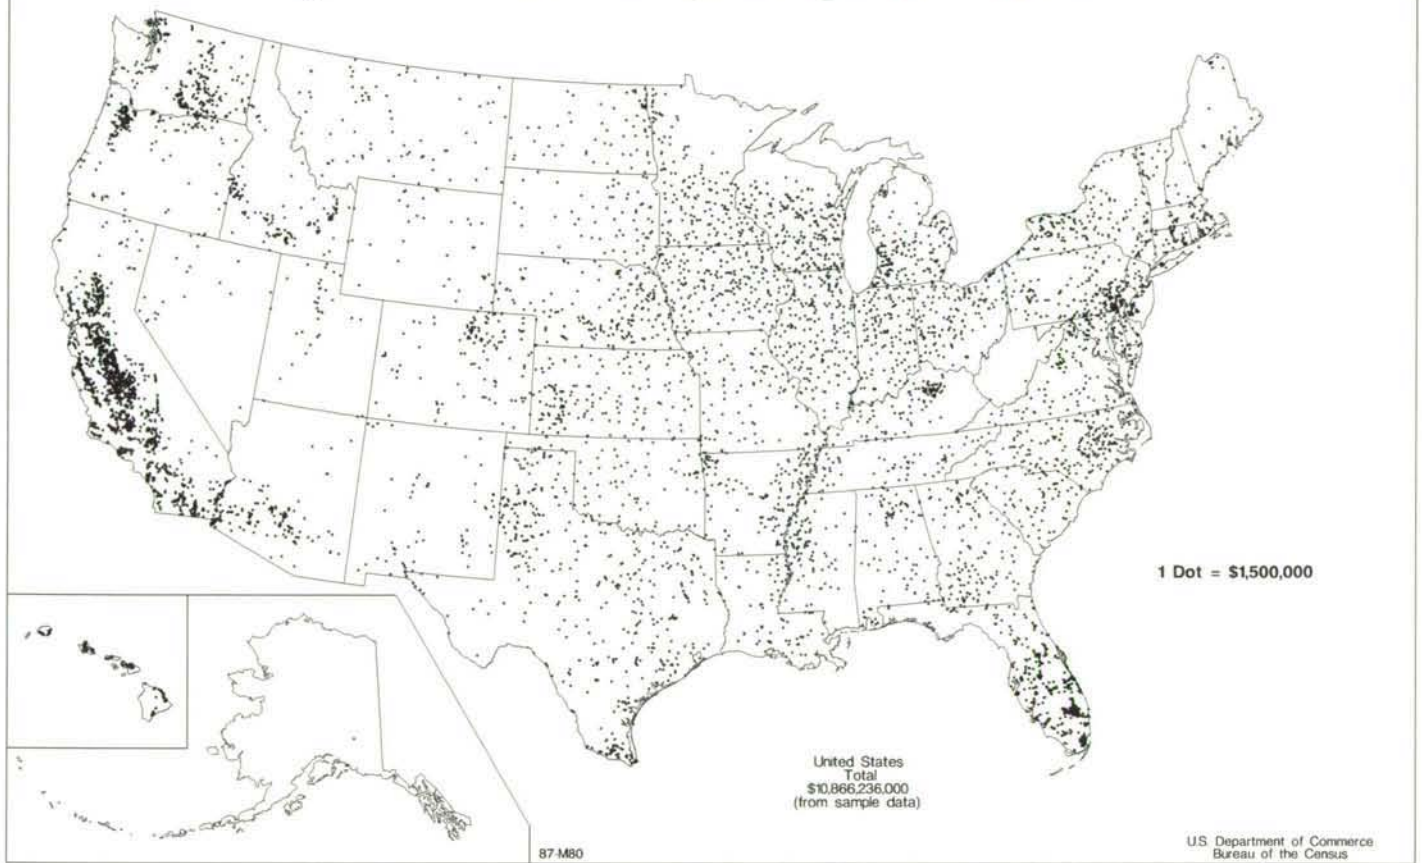 1 Dot = $1,500,000
United States
Total
$10,866,236,000
(from sample data)
87-M80
U.S. Department of Commerce
Bureau of the Census